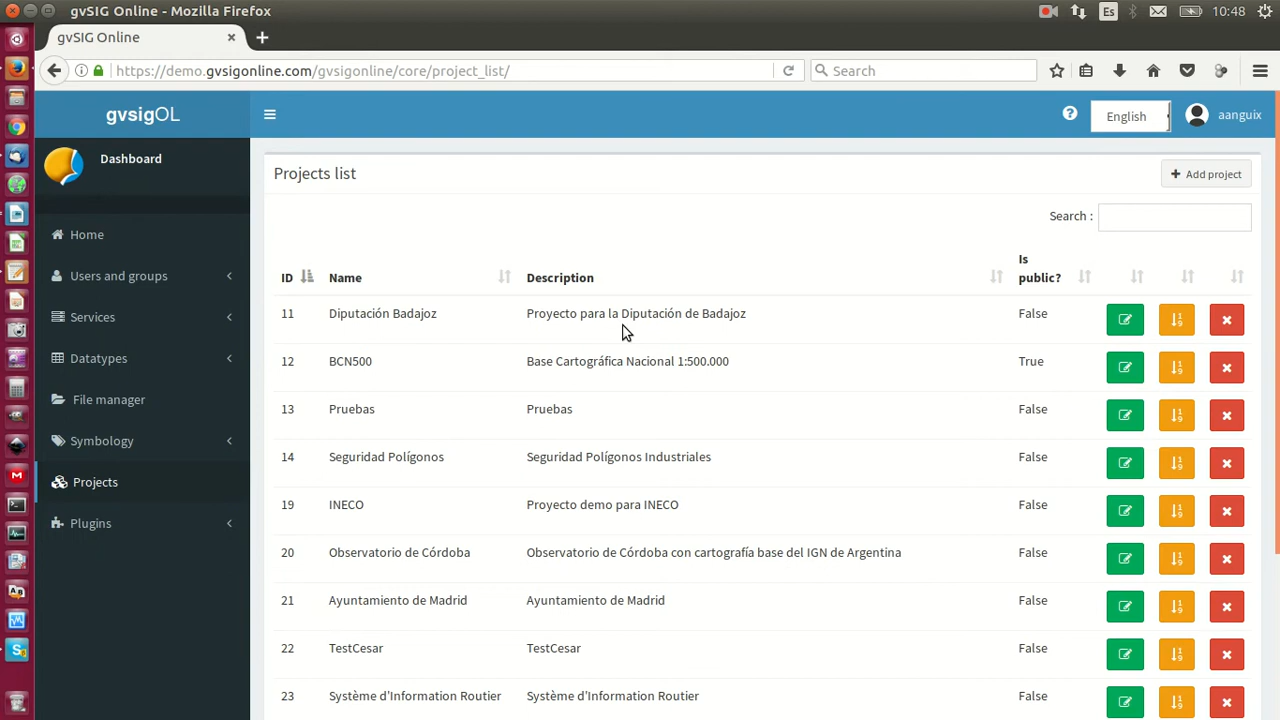 gvSIG Online - Mozilla Firefox
Es
10:48
gvSIG Online
https://demo.gvsigonline.com/gvsigonline/core/project_list/
Search
gvsigOL
English
aanguix
Dashboard
Home
Users and groups
Services
Datatypes
File manager
Symbology
Projects
Plugins
Projects list
Add project
Search :
ID Name Description Is public?
11 Diputación Badajoz Proyecto para la Diputación de Badajoz False
12 BCN500 Base Cartográfica Nacional 1:500.000 True
13 Pruebas Pruebas False
14 Seguridad Polígonos Seguridad Polígonos Industriales False
19 INECO Proyecto demo para INECO False
20 Observatorio de Córdoba Observatorio de Córdoba con cartografía base del IGN de Argentina False
21 Ayuntamiento de Madrid Ayuntamiento de Madrid False
22 TestCesar TestCesar False
23 Système d'Information Routier Système d'Information Routier False